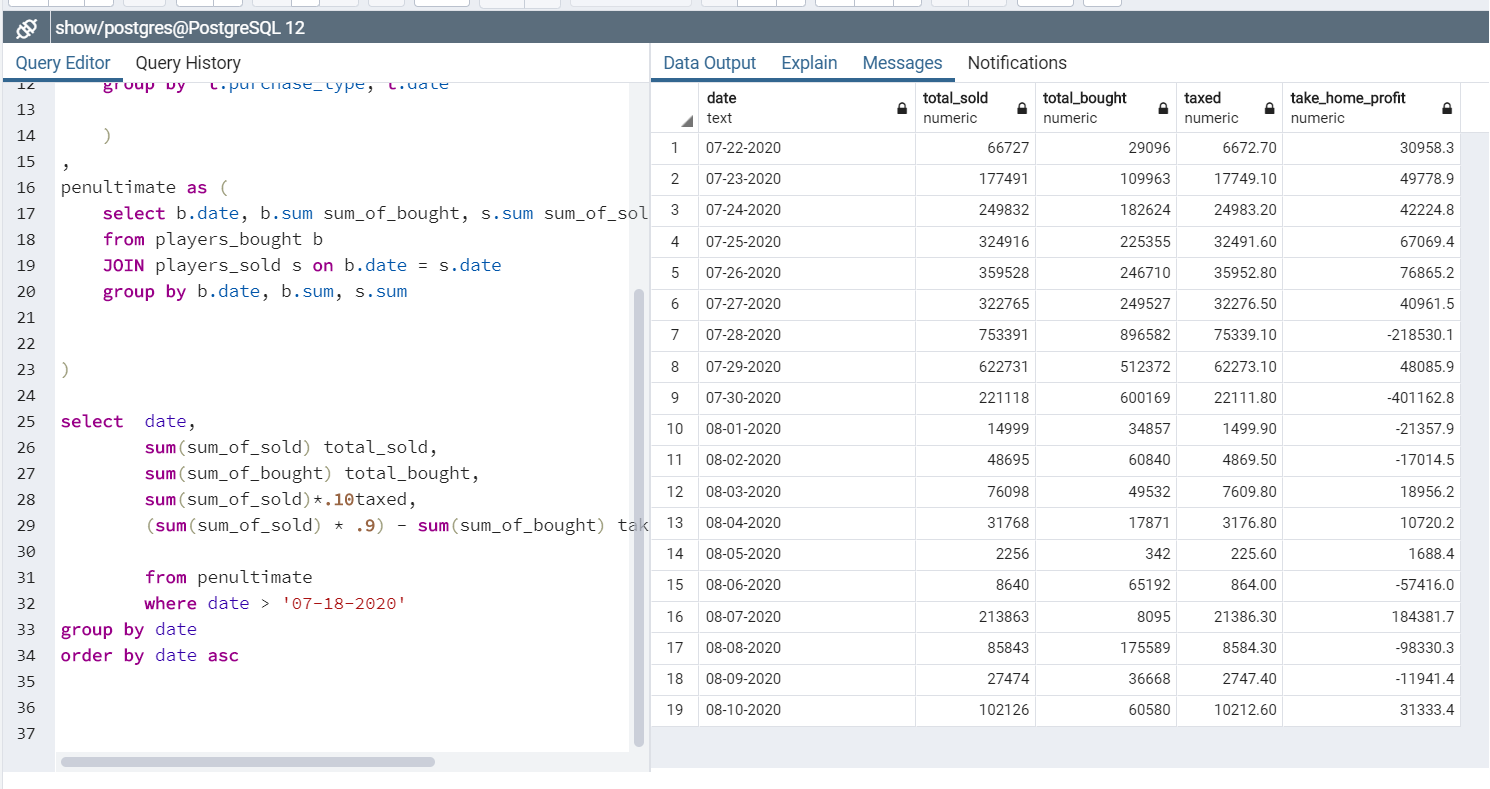 show/postgres@PostgreSQL 12
Query Editor Query History
12 group by t.purchase_type, t.date
13
14 )
15 ,
16 penultimate as (
17 select b.date, b.sum sum_of_bought, s.sum sum_of_sol
18 from players_bought b
19 JOIN players_sold s on b.date = s.date
20 group by b.date, b.sum, s.sum
21
22
23 )
24
25 select date,
26 sum(sum_of_sold) total_sold,
27 sum(sum_of_bought) total_bought,
28 sum(sum_of_sold)*.10taxed,
29 (sum(sum_of_sold) * .9) - sum(sum_of_bought) tak
30
31 from penultimate
32 where date > '07-18-2020'
33 group by date
34 order by date asc
35
36
37
Data Output Explain Messages Notifications
date total_sold total_bought taxed take_home_profit
text numeric numeric numeric numeric
1 07-22-2020 66727 29096 6672.70 30958.3
2 07-23-2020 177491 109963 17749.10 49778.9
3 07-24-2020 249832 182624 24983.20 42224.8
4 07-25-2020 324916 225355 32491.60 67069.4
5 07-26-2020 359528 246710 35952.80 76865.2
6 07-27-2020 322765 249527 32276.50 40961.5
7 07-28-2020 753391 896582 75339.10 -218530.1
8 07-29-2020 622731 512372 62273.10 48085.9
9 07-30-2020 221118 600169 22111.80 -401162.8
10 08-01-2020 14999 34857 1499.90 -21357.9
11 08-02-2020 48695 60840 4869.50 -17014.5
12 08-03-2020 76098 49532 7609.80 18956.2
13 08-04-2020 31768 17871 3176.80 10720.2
14 08-05-2020 2256 342 225.60 1688.4
15 08-06-2020 8640 65192 864.00 -57416.0
16 08-07-2020 213863 8095 21386.30 184381.7
17 08-08-2020 85843 175589 8584.30 -98330.3
18 08-09-2020 27474 36668 2747.40 -11941.4
19 08-10-2020 102126 60580 10212.60 31333.4